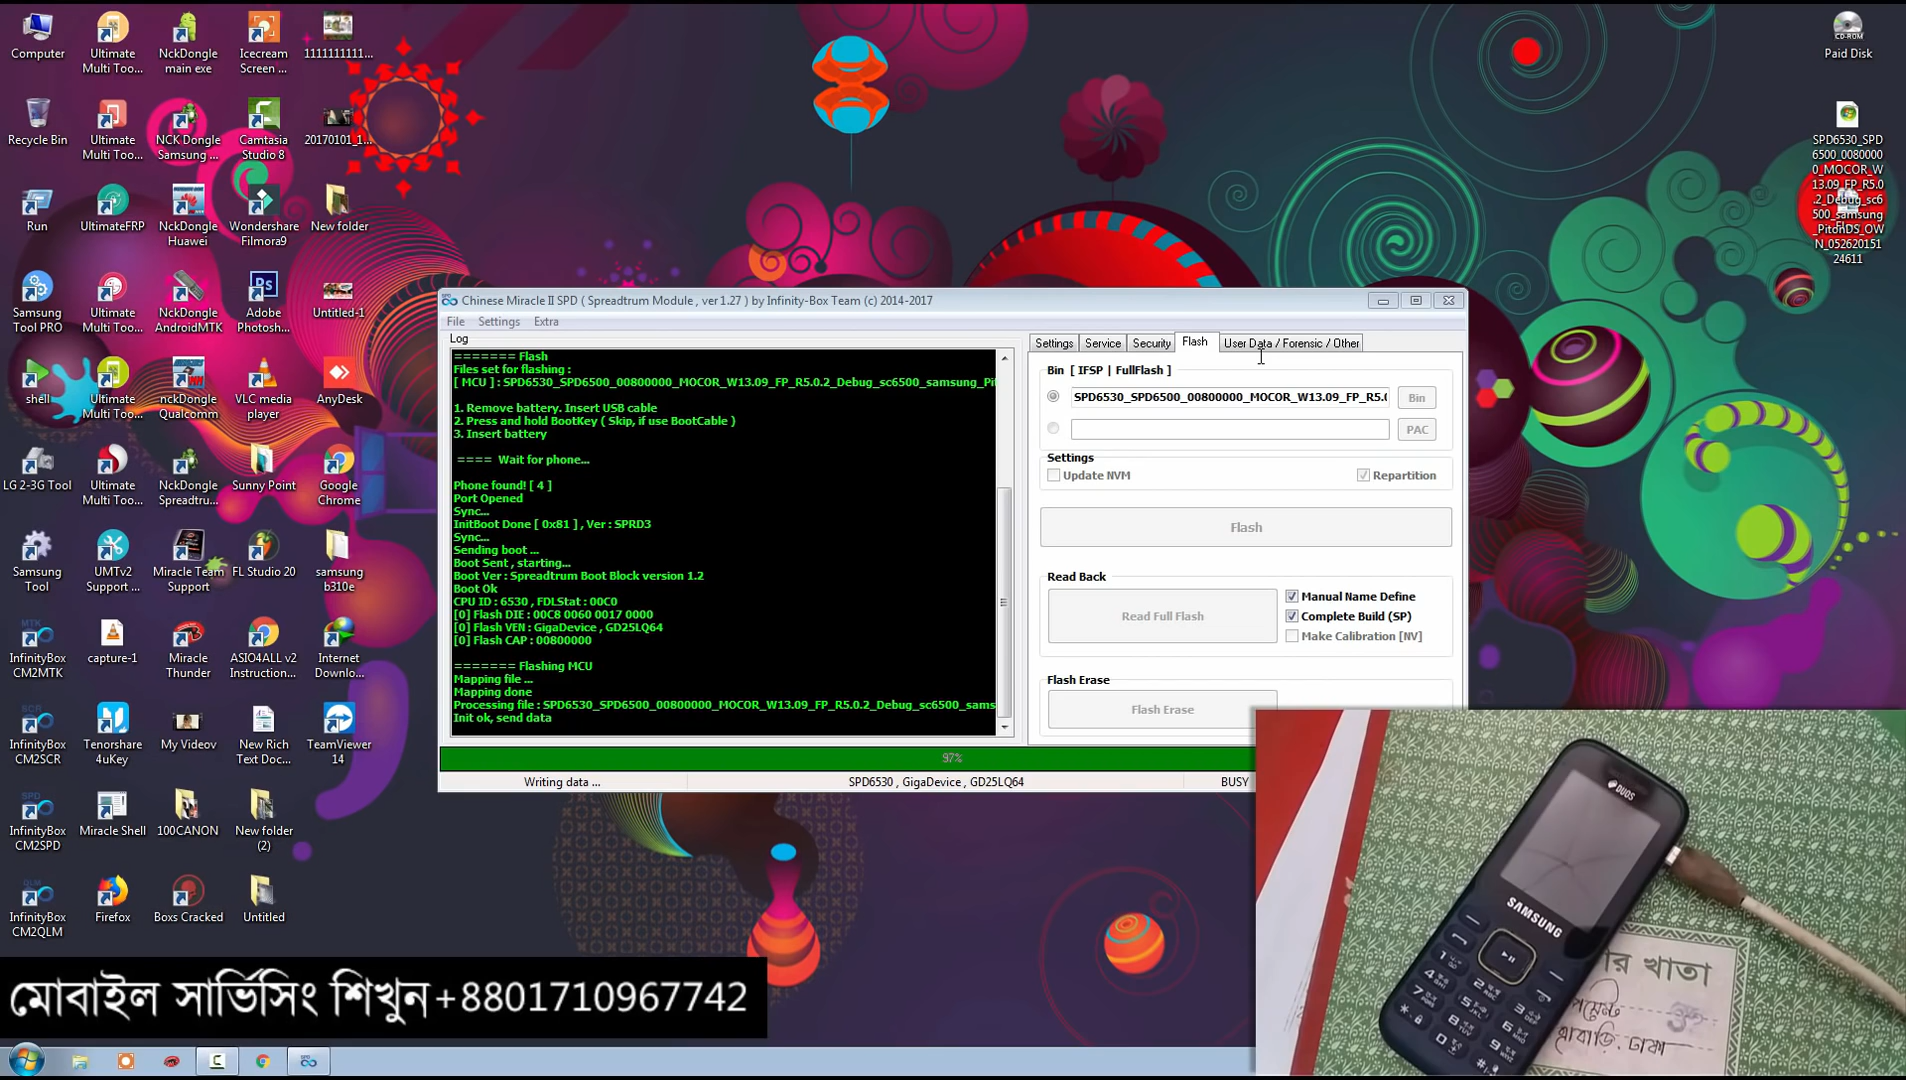 Computer
Ultimate
Multi Too...
NckDongle
main exe
Icecream
Screen ...
1111111111...
Recycle Bin
Ultimate
Multi Too...
NCK Dongle
Samsung ...
Camtasia
Studio 8
20170101_1...
Run
UltimateFRP
NckDongle
Huawei
Wondershare
Filmora9
New folder
Samsung
Tool PRO
Ultimate
Multi Too...
NckDongle
AndroidMTK
Adobe
Photosh...
Untitled-1
shell
Ultimate
Multi Too...
nckDongle
Qualcomm
VLC media
player
AnyDesk
LG 2-3G Tool
Ultimate
Multi Too...
NckDongle
Spreadtru...
Sunny Point
Google
Chrome
Samsung
Tool
UMTv2
Support ...
Miracle Team
Support
FL Studio 20
samsung
b310e
InfinityBox
CM2MTK
capture-1
Miracle
Thunder
ASIO4ALL v2
Instruction...
Internet
Downlo...
InfinityBox
CM2SCR
Tenorshare
4uKey
My Videov
New Rich
Text Doc...
TeamViewer
14
InfinityBox
CM2SPD
Miracle Shell
100CANON
New folder
(2)
InfinityBox
CM2QLM
Firefox
Boxs Cracked
Untitled
CD-ROM
Paid Disk
SPD6530_SPD
6500_0080000
0_MOCOR_W
13.09_FP_R5.0
.2_Debug_sc6
500_samsung
_PitonDS_OW
N_052620151
24611
Chinese Miracle II SPD ( Spreadtrum Module , ver 1.27 ) by Infinity-Box Team (c) 2014-2017
File Settings Extra
Log
======= Flash
Files set for flashing :
[ MCU ] : SPD6530_SPD6500_00800000_MOCOR_W13.09_FP_R5.0.2_Debug_sc6500_samsung_Pit
1. Remove battery. Insert USB cable
2. Press and hold BootKey ( Skip, if use BootCable )
3. Insert battery
==== Wait for phone...
Phone found! [ 4 ]
Port Opened
Sync...
InitBoot Done [ 0x81 ] , Ver : SPRD3
Sync...
Sending boot ...
Boot Sent , starting...
Boot Ver : Spreadtrum Boot Block version 1.2
Boot Ok
CPU ID : 6530 , FDLStat : 00C0
[0] Flash DIE : 00C8 0060 0017 0000
[0] Flash VEN : GigaDevice , GD25LQ64
[0] Flash CAP : 00800000
======= Flashing MCU
Mapping file ...
Mapping done
Processing file : SPD6530_SPD6500_00800000_MOCOR_W13.09_FP_R5.0.2_Debug_sc6500_sams
Init ok, send data
Settings Service Security Flash User Data / Forensic / Other
Bin [ IFSP | FullFlash ]
SPD6530_SPD6500_00800000_MOCOR_W13.09_FP_R5.0 Bin
PAC
Settings
Update NVM Repartition
Flash
Read Back
Read Full Flash
Manual Name Define
Complete Build (SP)
Make Calibration [NV]
Flash Erase
Flash Erase
97%
Writing data ... SPD6530 , GigaDevice , GD25LQ64 BUSY
DUOS
SAMSUNG
র খাতা
ঢাকা
মোবাইল সার্ভিসিং শিখুন+8801710967742